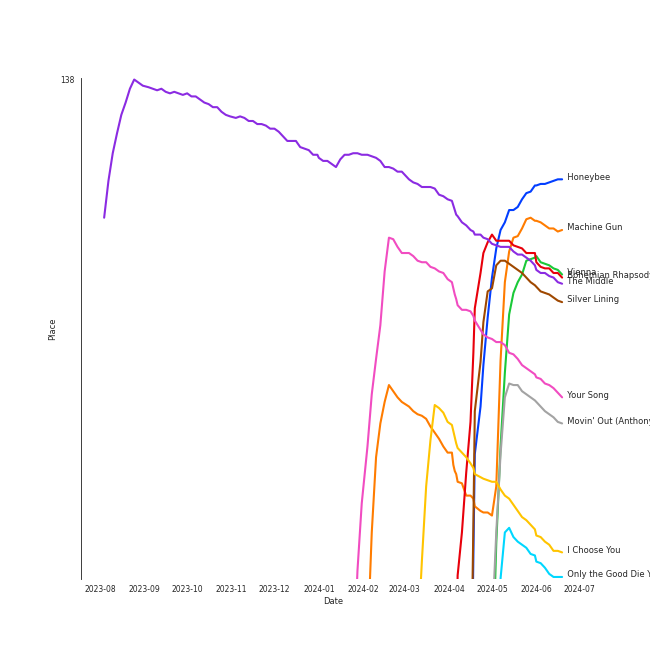 138
Honeybee
Machine Gun
Vienna
Bohemian Rhapsody
The Middle
Silver Lining
Your Song
Movin' Out (Anthony
I Choose You
Only the Good Die Y
Place
2023-08 2023-09 2023-10 2023-11 2023-12 2024-01 2024-02 2024-03 2024-04 2024-05 2024-06 2024-07
Date